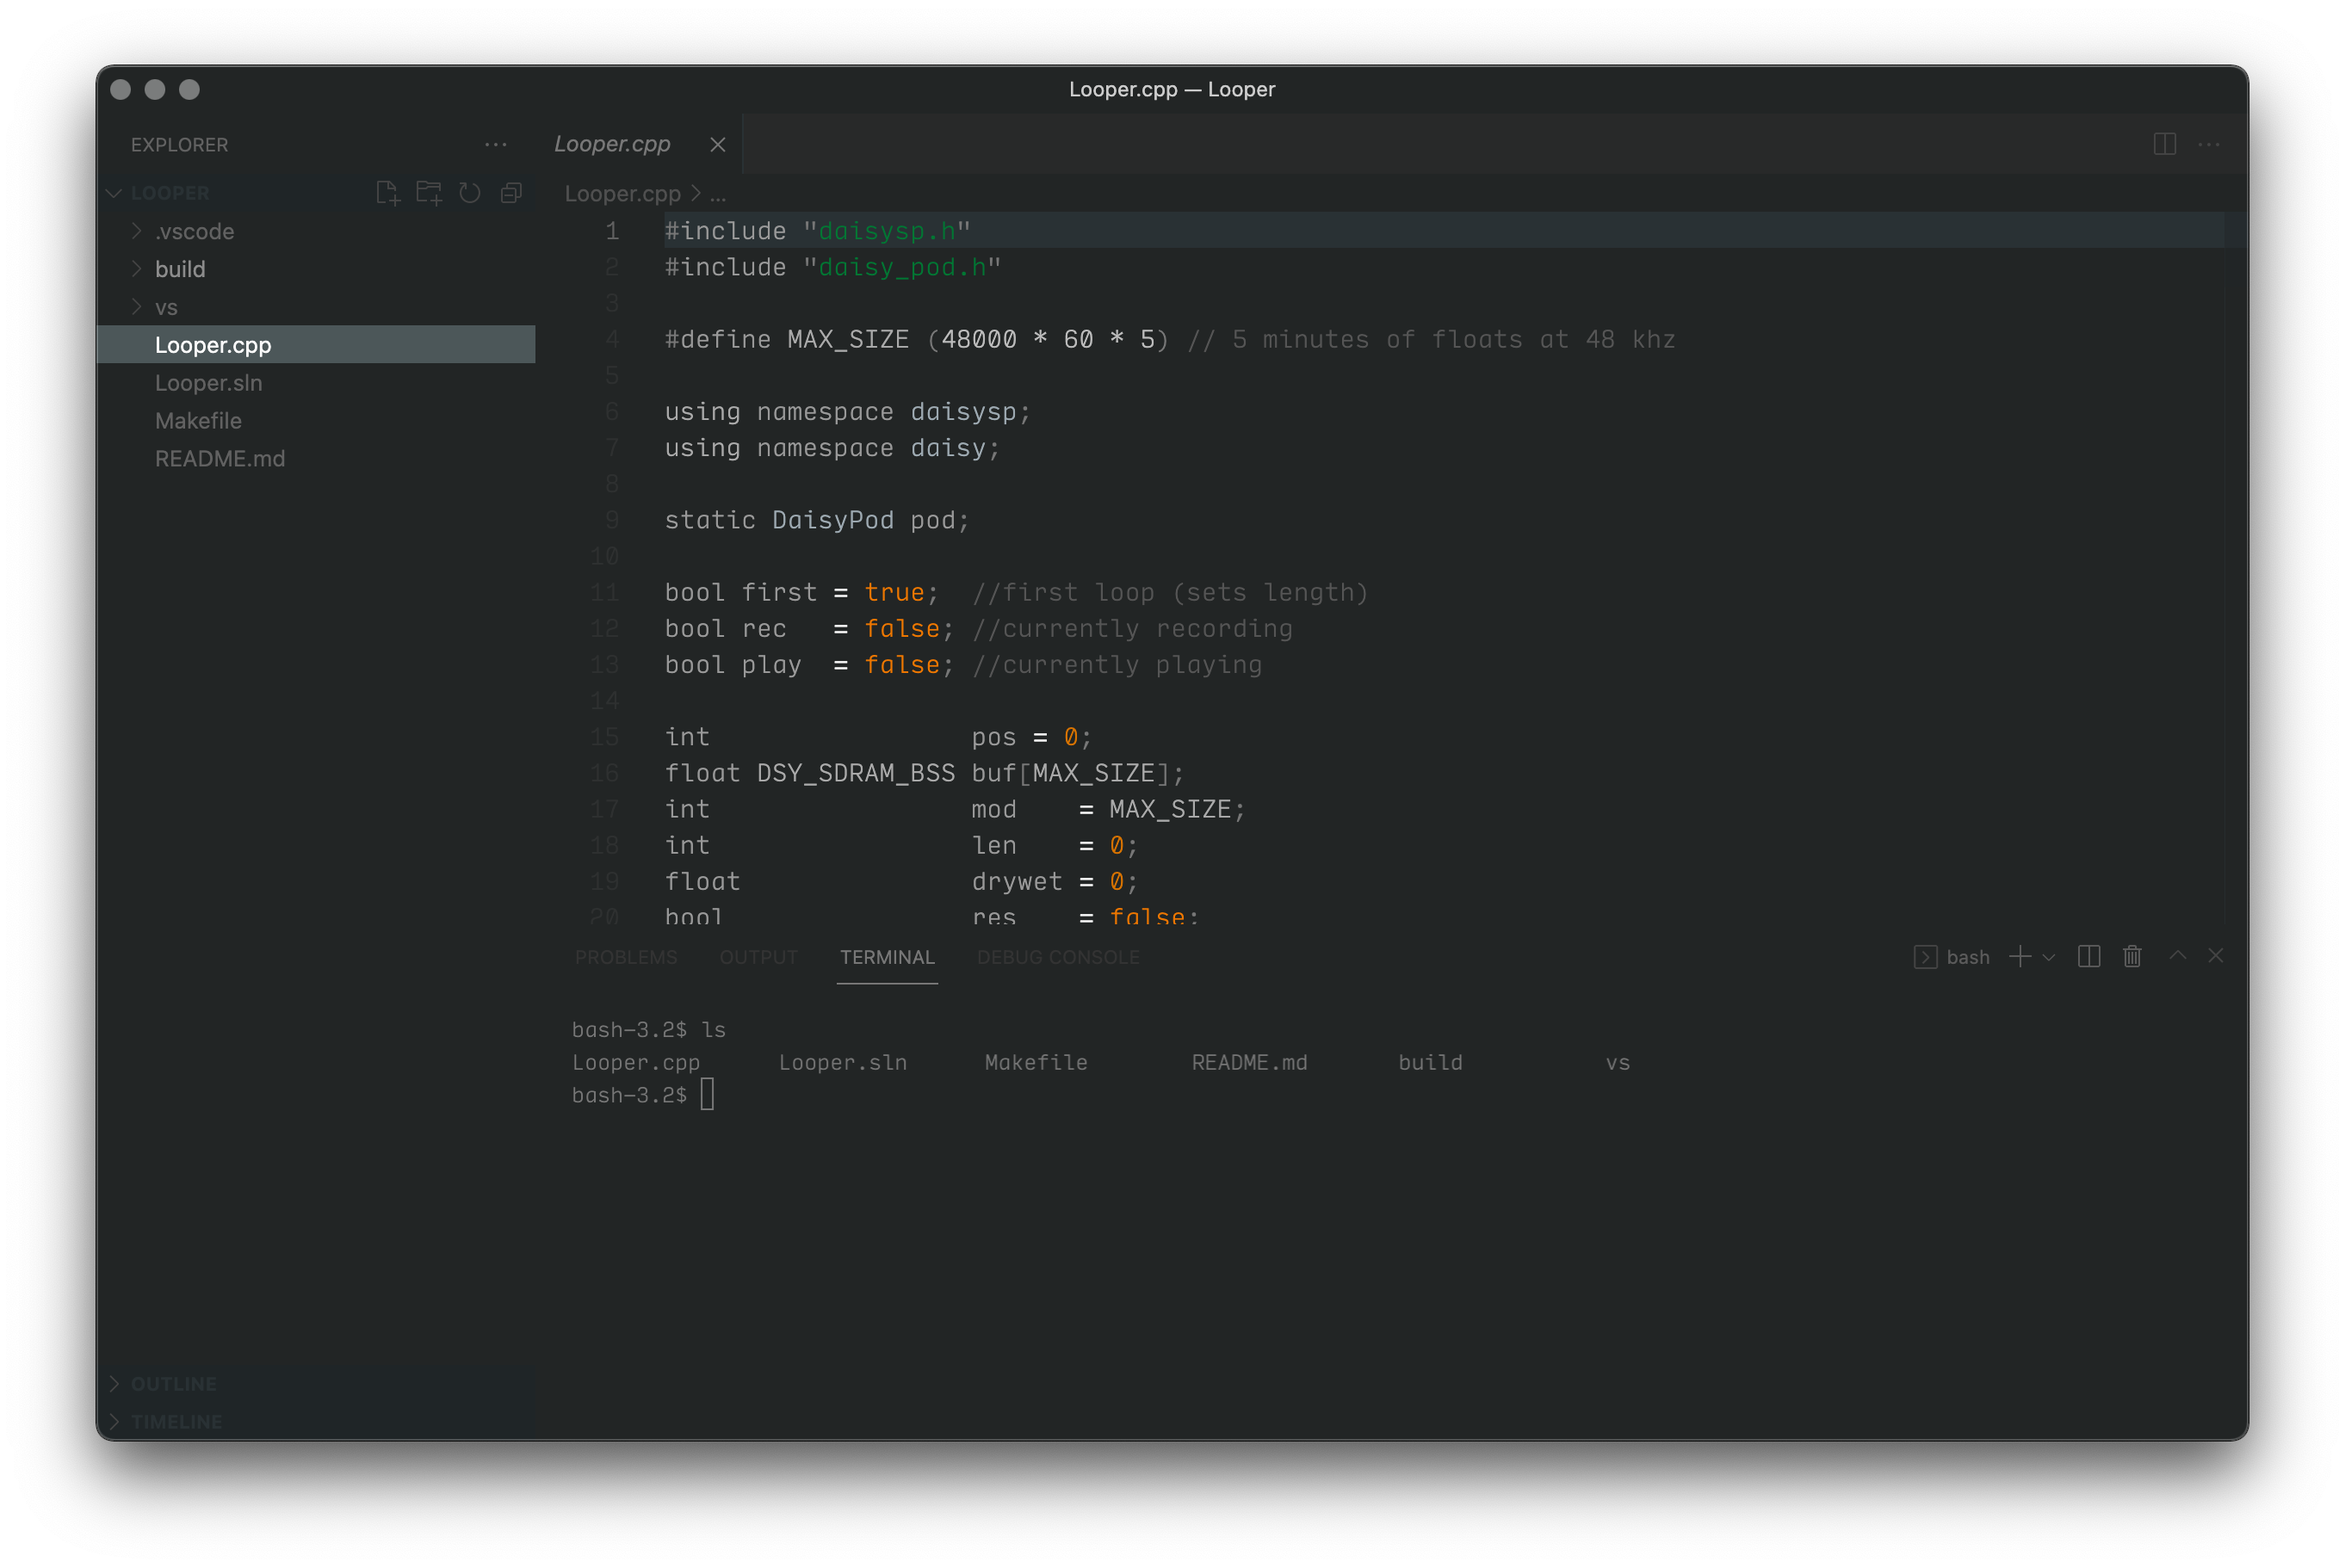 Looper.cpp — Looper
EXPLORER
LOOPER
.vscode
build
vs
Looper.cpp
Looper.sln
Makefile
README.md
OUTLINE
TIMELINE
Looper.cpp
Looper.cpp > ...
1 #include "daisysp.h"
2 #include "daisy_pod.h"
3
4 #define MAX_SIZE (48000 * 60 * 5) // 5 minutes of floats at 48 khz
5
6 using namespace daisysp;
7 using namespace daisy;
8
9 static DaisyPod pod;
10
11 bool first = true;  //first loop (sets length)
12 bool rec   = false; //currently recording
13 bool play  = false; //currently playing
14
15 int                 pos = 0;
16 float DSY_SDRAM_BSS buf[MAX_SIZE];
17 int                 mod    = MAX_SIZE;
18 int                 len    = 0;
19 float               drywet = 0;
20 bool                res    = false;
PROBLEMS OUTPUT TERMINAL DEBUG CONSOLE bash
bash-3.2$ ls
Looper.cpp Looper.sln Makefile README.md build vs
bash-3.2$